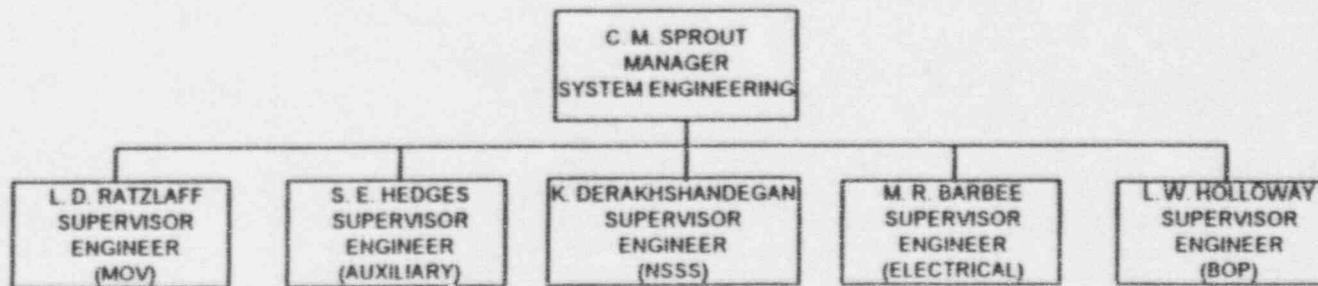 C. M. SPROUT
MANAGER
SYSTEM ENGINEERING
L. D. RATZLAFF
SUPERVISOR
ENGINEER
(MOV)
S. E. HEDGES
SUPERVISOR
ENGINEER
(AUXILIARY)
K. DERAKHSHANDEGAN
SUPERVISOR
ENGINEER
(NSSS)
M. R. BARBEE
SUPERVISOR
ENGINEER
(ELECTRICAL)
L. W. HOLLOWAY
SUPERVISOR
ENGINEER
(BOP)